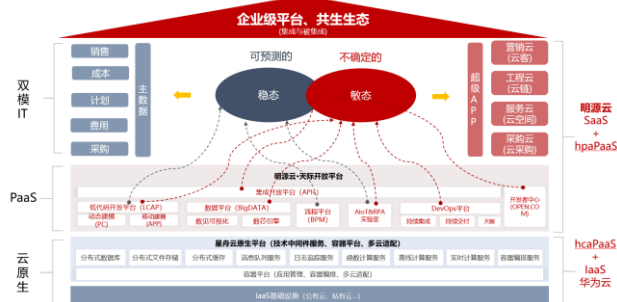 企业级平台、共生生态
(集成与被集成)
双模IT
销售
成本
计划
费用
采购
主数据
可预测的
不确定的
稳态
敏态
超级APP
营销云
(云客)
工程云
(云链)
服务云
(云空间)
采购云
(云采购)
明源云
SaaS
+
hpaPaaS
PaaS
明源云-天际开放平台
集成开放平台（APIs）
低代码开发平台（LCAP）
动态建模
(PC)
移动建模
(APP)
数据平台（BigDATA）
数见可视化
数芯引擎
流程平台
(BPM)
AIoT&RPA
实验室
DevOps平台
持续集成
持续交付
天眼
开发者中心
(OPEN.CO
M)
云原生
星舟云原生平台（技术中间件服务、容器平台、多云适配）
分布式数据库
分布式文件存储
分布式缓存
消息队列服务
日志追踪服务
函数计算服务
离线计算服务
实时计算服务
容器编排服务
容器平台（应用管理、容器编排、多云适配）
IaaS基础设施（公有云、私有云...）
hcaPaaS
+
IaaS
华为云